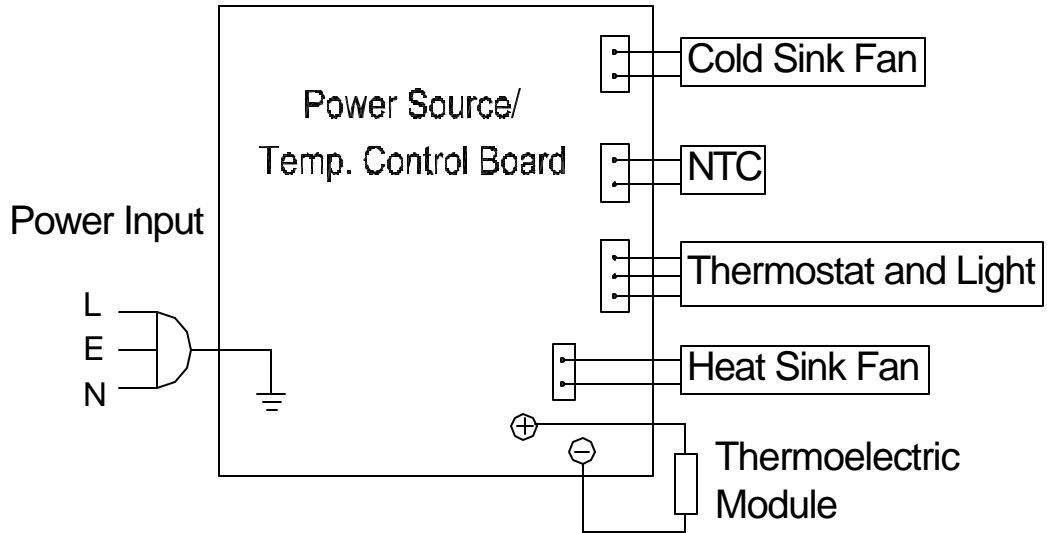 Power Source/
Temp. Control Board
Cold Sink Fan
NTC
Thermostat and Light
Heat Sink Fan
Thermoelectric
Module
Power Input
L
E
N
+
−